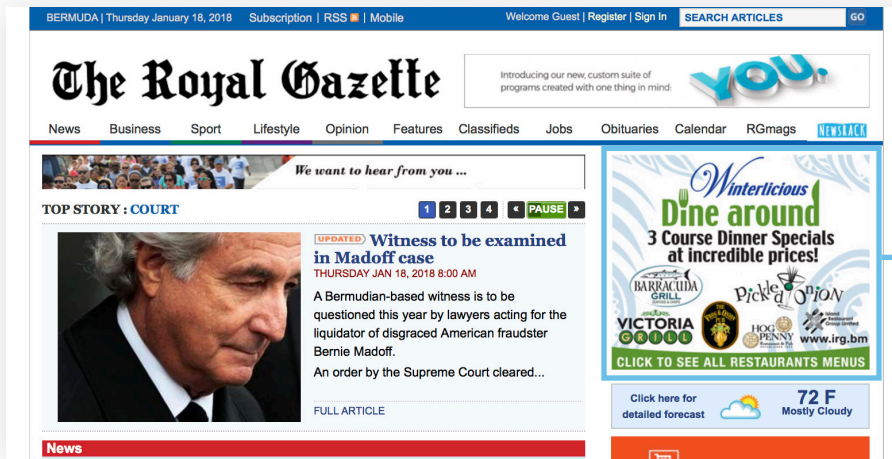 BERMUDA | Thursday January 18, 2018 Subscription | RSS | Mobile Welcome Guest | Register | Sign In SEARCH ARTICLES GO
The Royal Gazette
Introducing our new, custom suite of
programs created with one thing in mind:
YOU.
News Business Sport Lifestyle Opinion Features Classifieds Jobs Obituaries Calendar RGmags NEWSRACK
We want to hear from you ...
TOP STORY : COURT 1 2 3 4 « PAUSE »
UPDATED Witness to be examined
in Madoff case
THURSDAY JAN 18, 2018 8:00 AM
A Bermudian-based witness is to be
questioned this year by lawyers acting for the
liquidator of disgraced American fraudster
Bernie Madoff.
An order by the Supreme Court cleared...
FULL ARTICLE
News
Winterlicious
Dine around
3 Course Dinner Specials
at incredible prices!
BARRACUDA
GRILL
Pickled Onion
VICTORIA
GRILL
HOG
PENNY
Island
Restaurant
Group Limited
www.irg.bm
CLICK TO SEE ALL RESTAURANTS MENUS
Click here for
detailed forecast
72 F
Mostly Cloudy